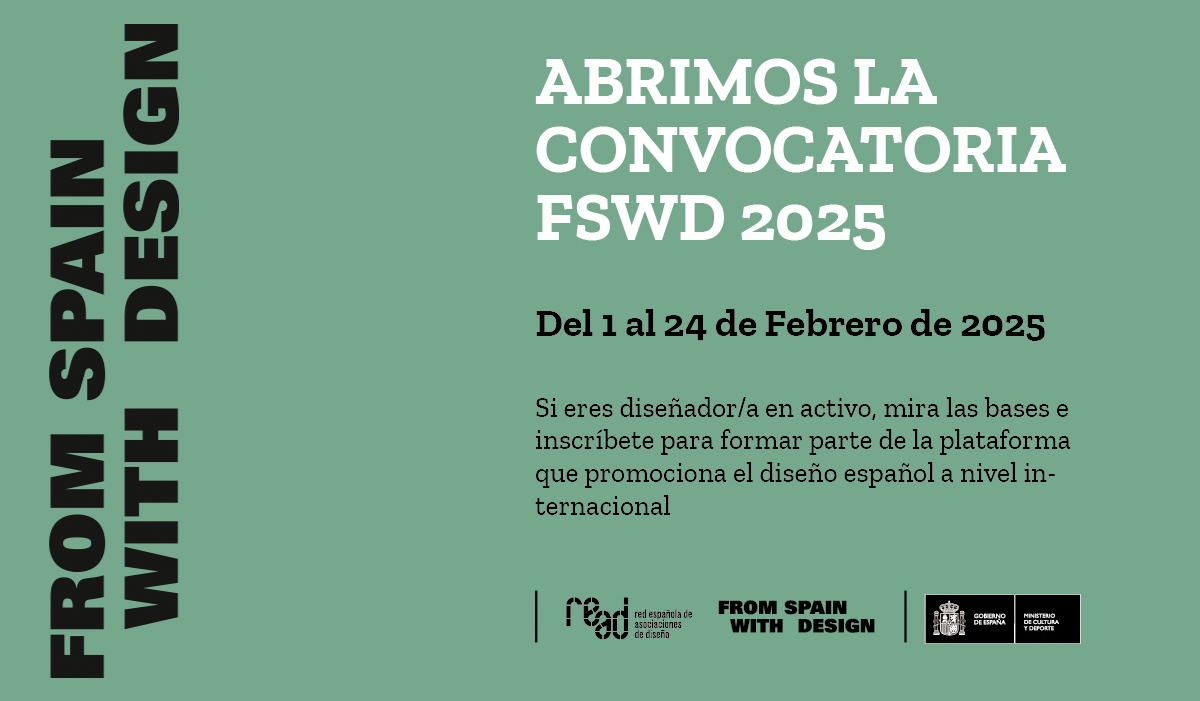 FROM SPAIN
WITH DESIGN
ABRIMOS LA
CONVOCATORIA
FSWD 2025
Del 1 al 24 de Febrero de 2025
Si eres diseñador/a en activo, mira las bases e
inscríbete para formar parte de la plataforma
que promociona el diseño español a nivel in-
ternacional
read
red española de
asociaciones
de diseño
FROM SPAIN
WITH DESIGN
GOBIERNO
DE ESPAÑA
MINISTERIO
DE CULTURA
Y DEPORTE